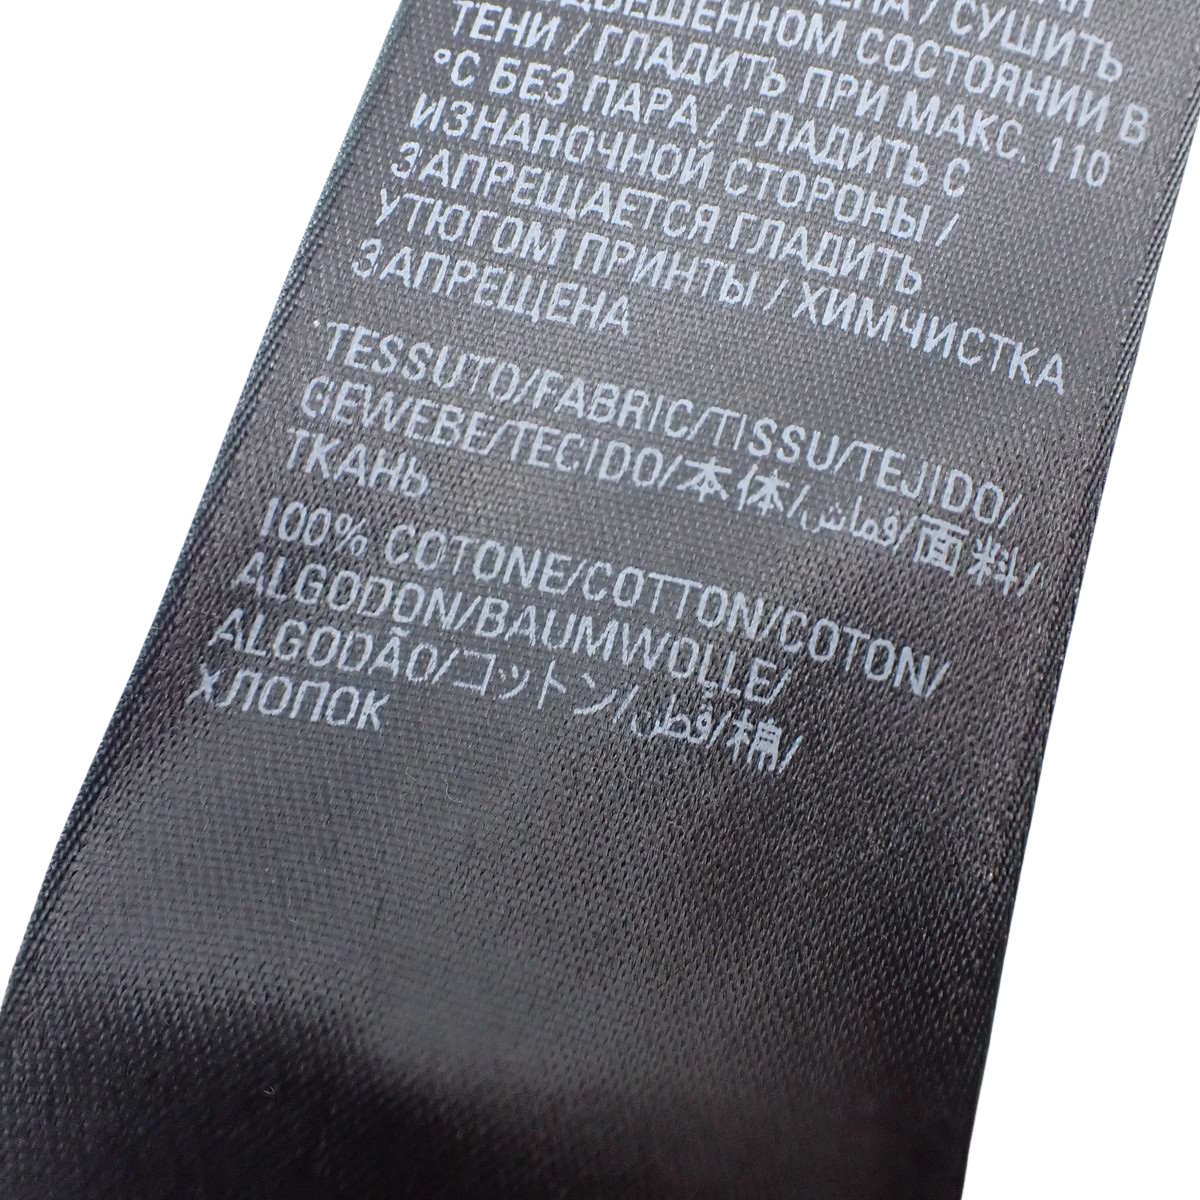 СУШИТЬ
СОСТОЯНИИ В
ТЕНИ / ГЛАДИТЬ ПРИ МАКС. 110
°C БЕЗ ПАРА / ГЛАДИТЬ С
ИЗНАНОЧНОЙ СТОРОНЫ /
ЗАПРЕЩАЕТСЯ ГЛАДИТЬ
УТЮГОМ ПРИНТЫ / ХИМЧИСТКА
ЗАПРЕЩЕНА
TESSUTO/FABRIC/TISSU/TEJIDO/
GEWEBE/TECIDO/本体/قماش/面料/
ТКАНЬ
100% COTONE/COTTON/COTON/
ALGODON/BAUMWOLLE/
ALGODÃO/コットン/قطن/棉/
ХЛОПОК